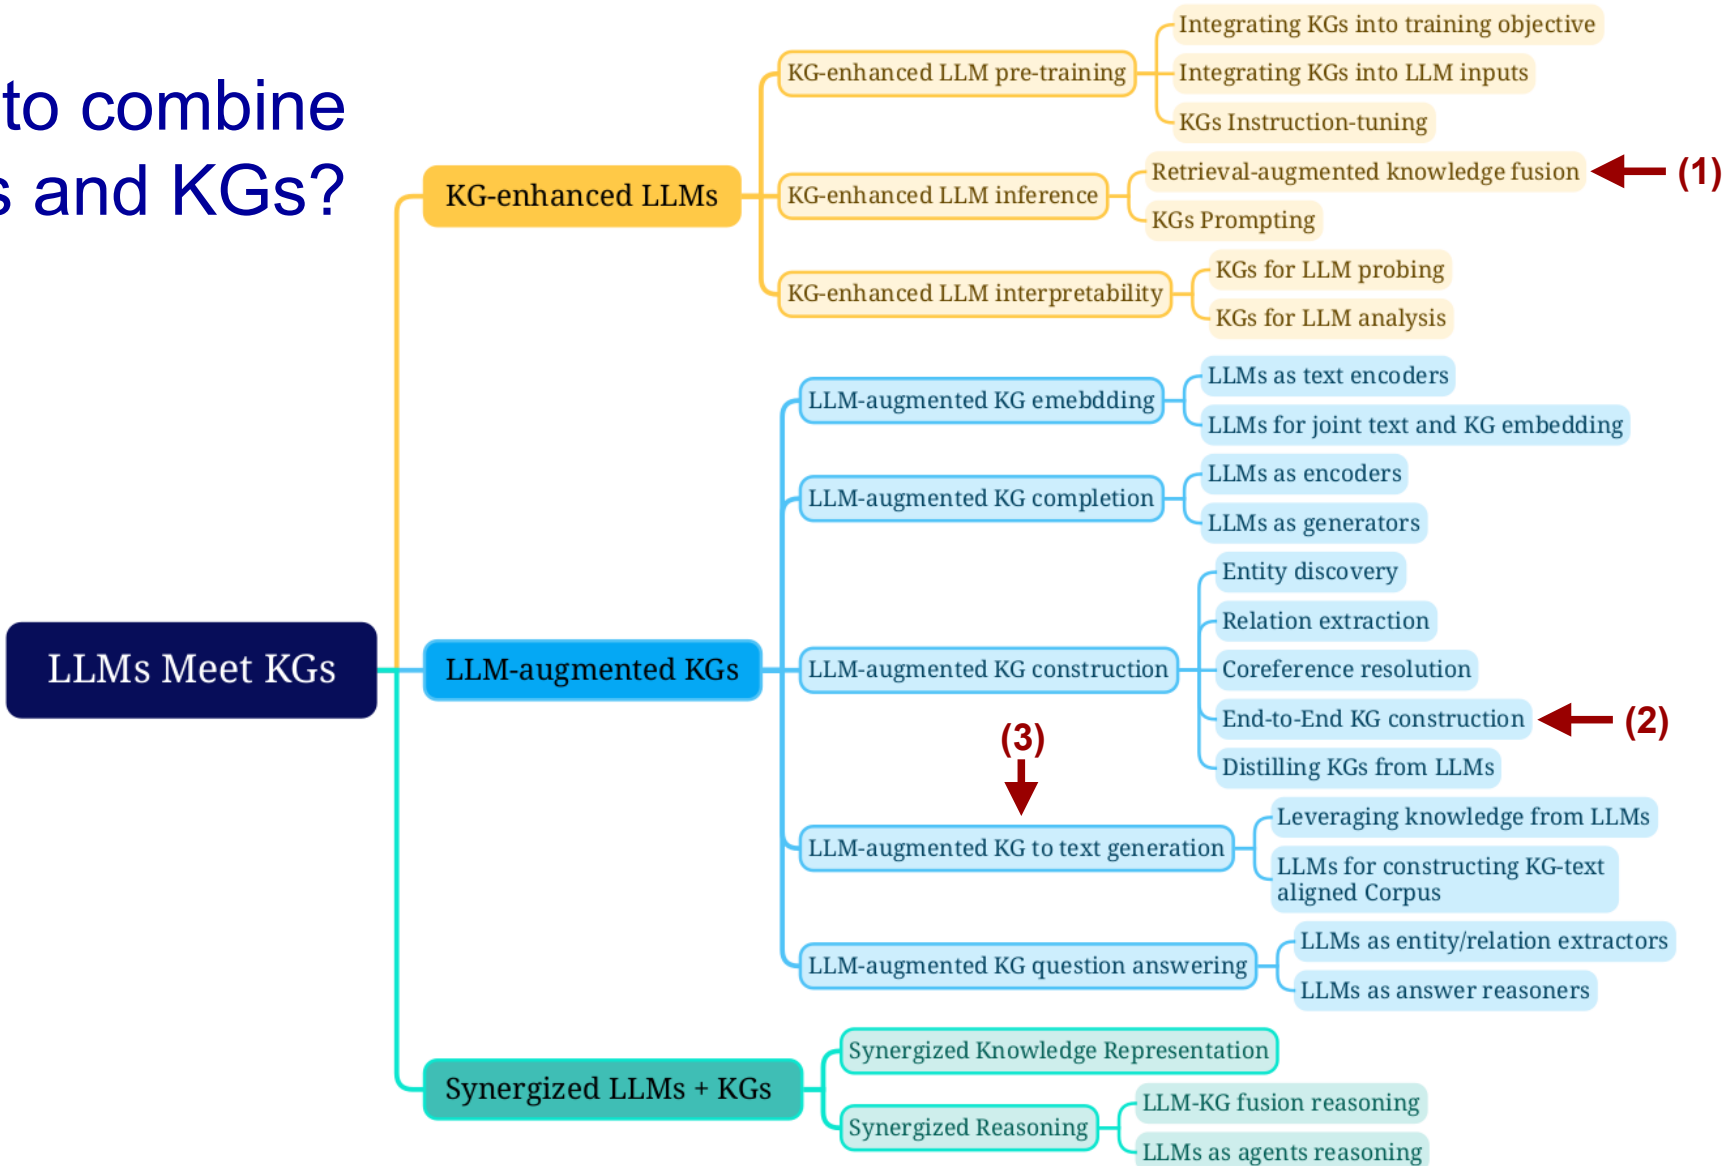 to combine
s and KGs?
Integrating KGs into training objective
KG-enhanced LLM pre-training
Integrating KGs into LLM inputs
KGs Instruction-tuning
Retrieval-augmented knowledge fusion
(1)
KG-enhanced LLMs
KG-enhanced LLM inference
KGs Prompting
KGs for LLM probing
KG-enhanced LLM interpretability
KGs for LLM analysis
LLMs as text encoders
LLM-augmented KG emebdding
LLMs for joint text and KG embedding
LLMs as encoders
LLM-augmented KG completion
LLMs as generators
Entity discovery
Relation extraction
LLMs Meet KGs
LLM-augmented KGs
LLM-augmented KG construction
Coreference resolution
End-to-End KG construction
(2)
(3)
Distilling KGs from LLMs
Leveraging knowledge from LLMs
LLM-augmented KG to text generation
LLMs for constructing KG-text
aligned Corpus
LLMs as entity/relation extractors
LLM-augmented KG question answering
LLMs as answer reasoners
Synergized Knowledge Representation
Synergized LLMs + KGs
LLM-KG fusion reasoning
Synergized Reasoning
LLMs as agents reasoning